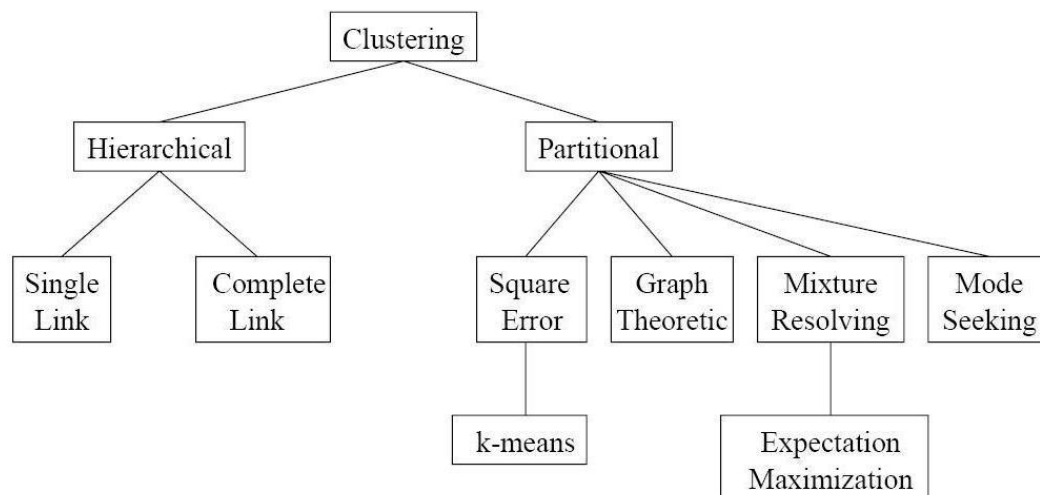 Clustering
Hierarchical
Partitional
Single
Link
Complete
Link
Square
Error
Graph
Theoretic
Mixture
Resolving
Mode
Seeking
k-means
Expectation
Maximization